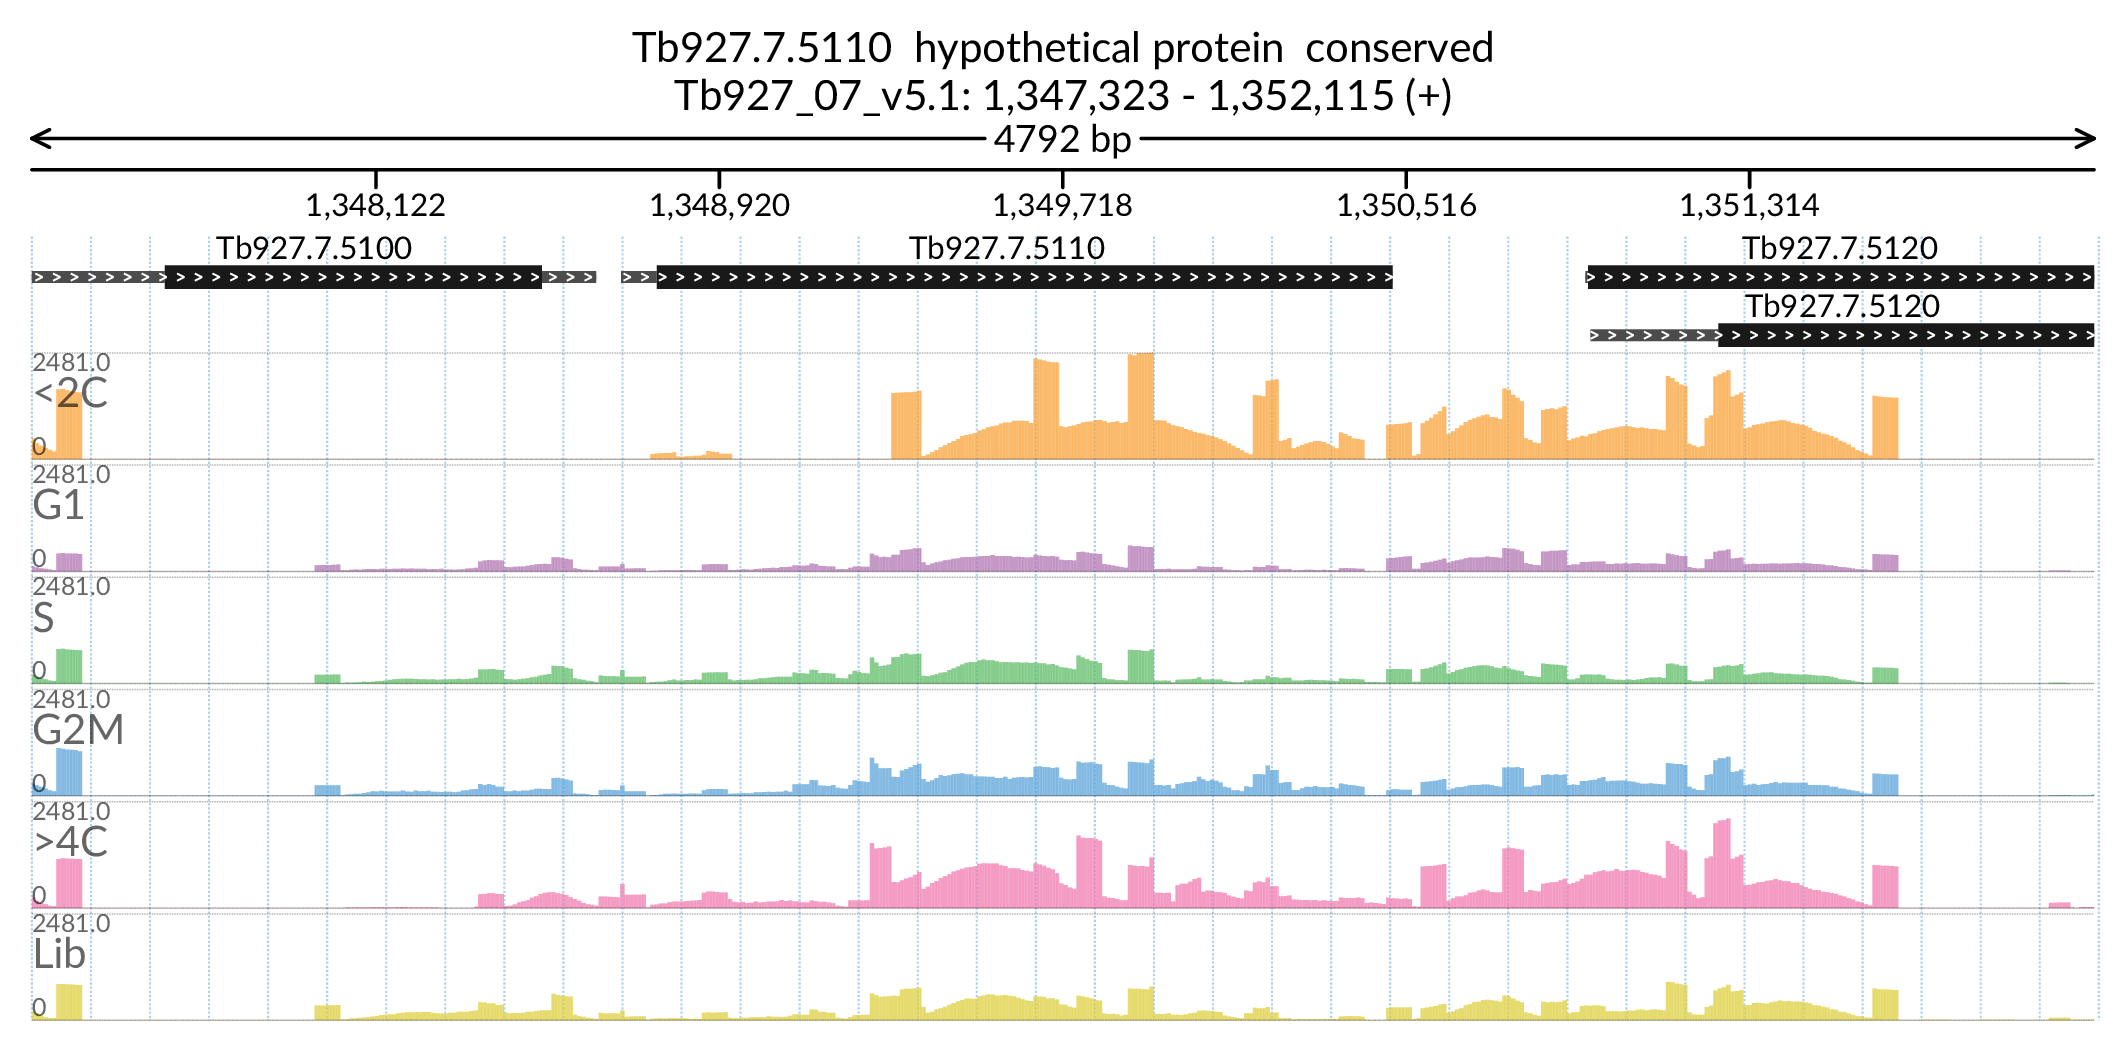 Tb927.7.5110  hypothetical protein  conserved
Tb927_07_v5.1: 1,347,323 - 1,352,115 (+)
4792 bp
1,348,122 1,348,920 1,349,718 1,350,516 1,351,314
Tb927.7.5100 Tb927.7.5110 Tb927.7.5120
Tb927.7.5120
2481.0
<2C
0
2481.0
G1
0
2481.0
S
0
2481.0
G2M
0
2481.0
>4C
0
2481.0
Lib
0